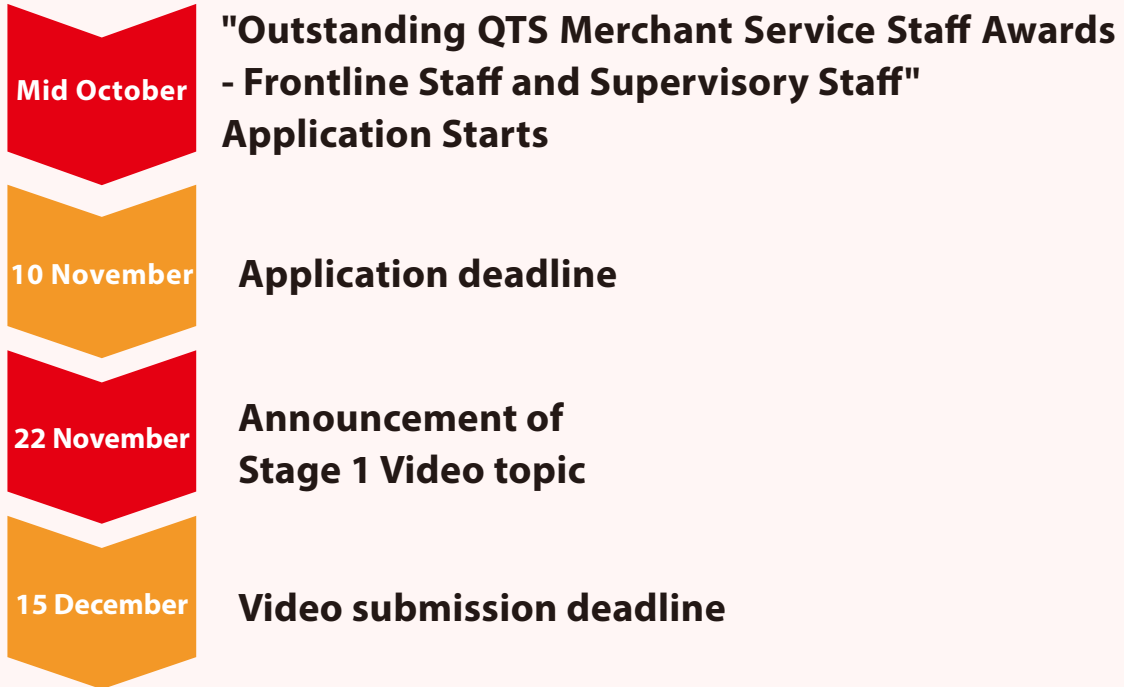 Mid October
"Outstanding QTS Merchant Service Staff Awards
- Frontline Staff and Supervisory Staff"
Application Starts
10 November
Application deadline
22 November
Announcement of
Stage 1 Video topic
15 December
Video submission deadline